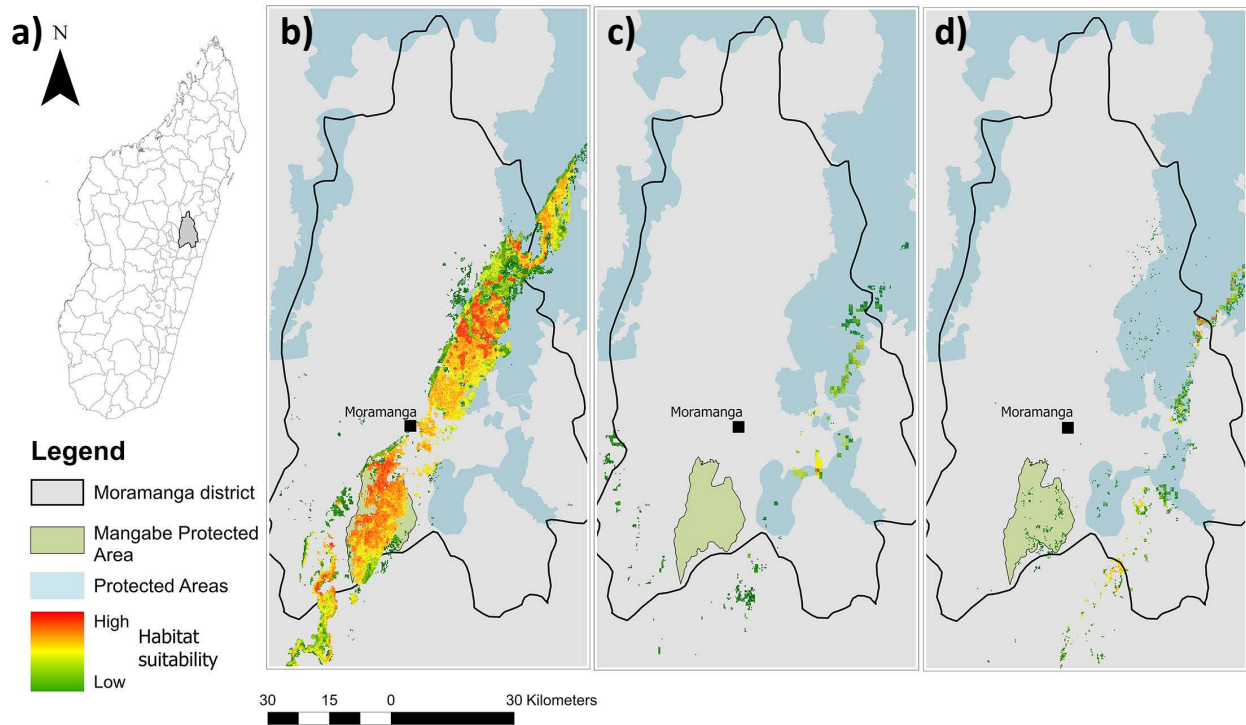 a) N
b)
c)
d)
Moramanga
Moramanga
Moramanga
Legend
Moramanga district
Mangabe Protected
Area
Protected Areas
High
Habitat
suitability
Low
30 15 0 30 Kilometers